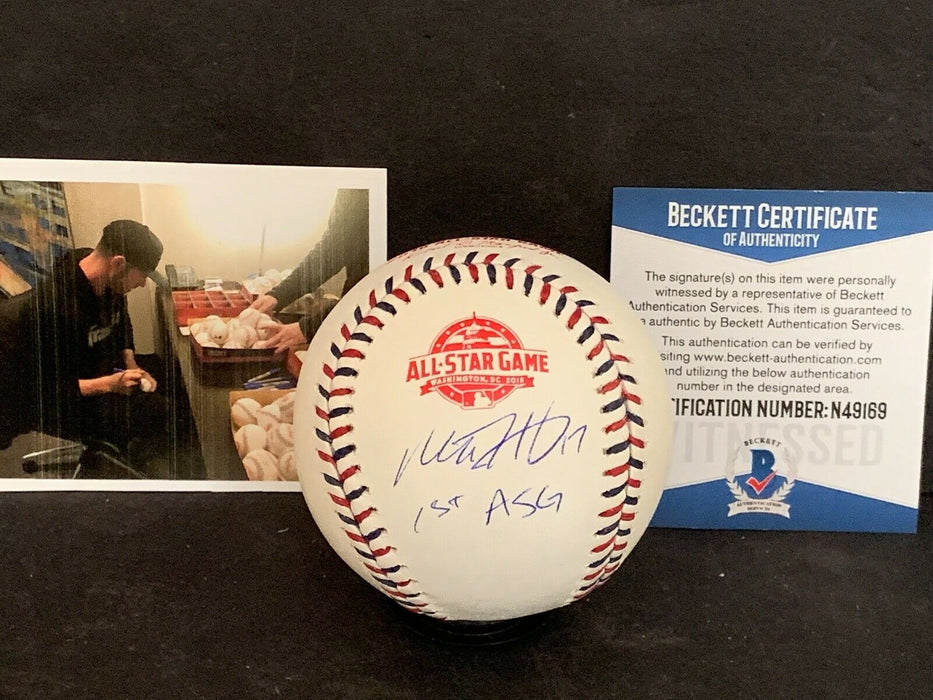 ALL★STAR GAME
WASHINGTON, DC 2018
1ST ASG
BECKETT CERTIFICATE
OF AUTHENTICITY
The signature(s) on this item were personally
witnessed by a representative of Beckett
Authentication Services. This item is guaranteed to
authentic by Beckett Authentication Services.
This authentication can be verified by
siting www.beckett-authentication.com
and utilizing the below authentication
number in the designated area.
IFICATION NUMBER: N49169
WITNESSED
BECKETT
B
AUTHENTICATION